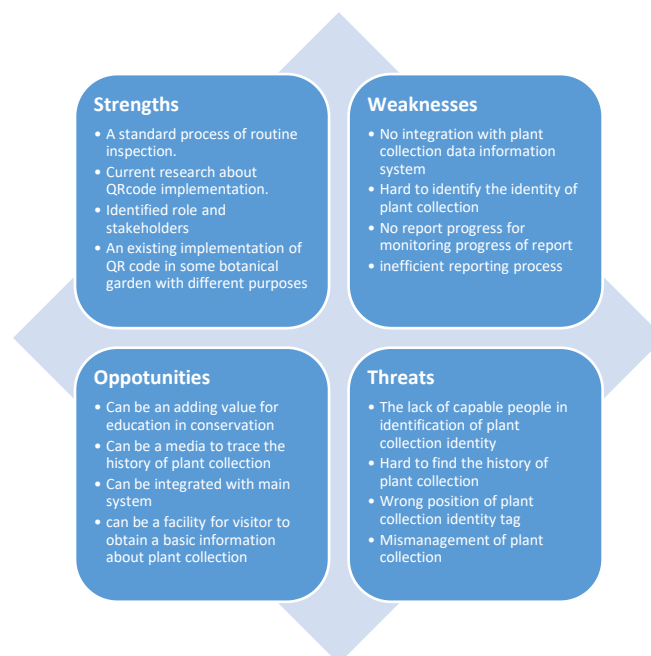 Strengths
• A standard process of routine
inspection.
• Current research about
QRcode implementation.
• Identified role and
stakeholders
• An existing implementation of
QR code in some botanical
garden with different purposes
Weaknesses
• No integration with plant
collection data information
system
• Hard to identify the identity of
plant collection
• No report progress for
monitoring progress of report
• inefficient reporting process
Oppotunities
• Can be an adding value for
education in conservation
• Can be a media to trace the
history of plant collection
• Can be integrated with main
system
• can be a facility for visitor to
obtain a basic information
about plant collection
Threats
• The lack of capable people in
identification of plant
collection identity
• Hard to find the history of
plant collection
• Wrong position of plant
collection identity tag
• Mismanagement of plant
collection